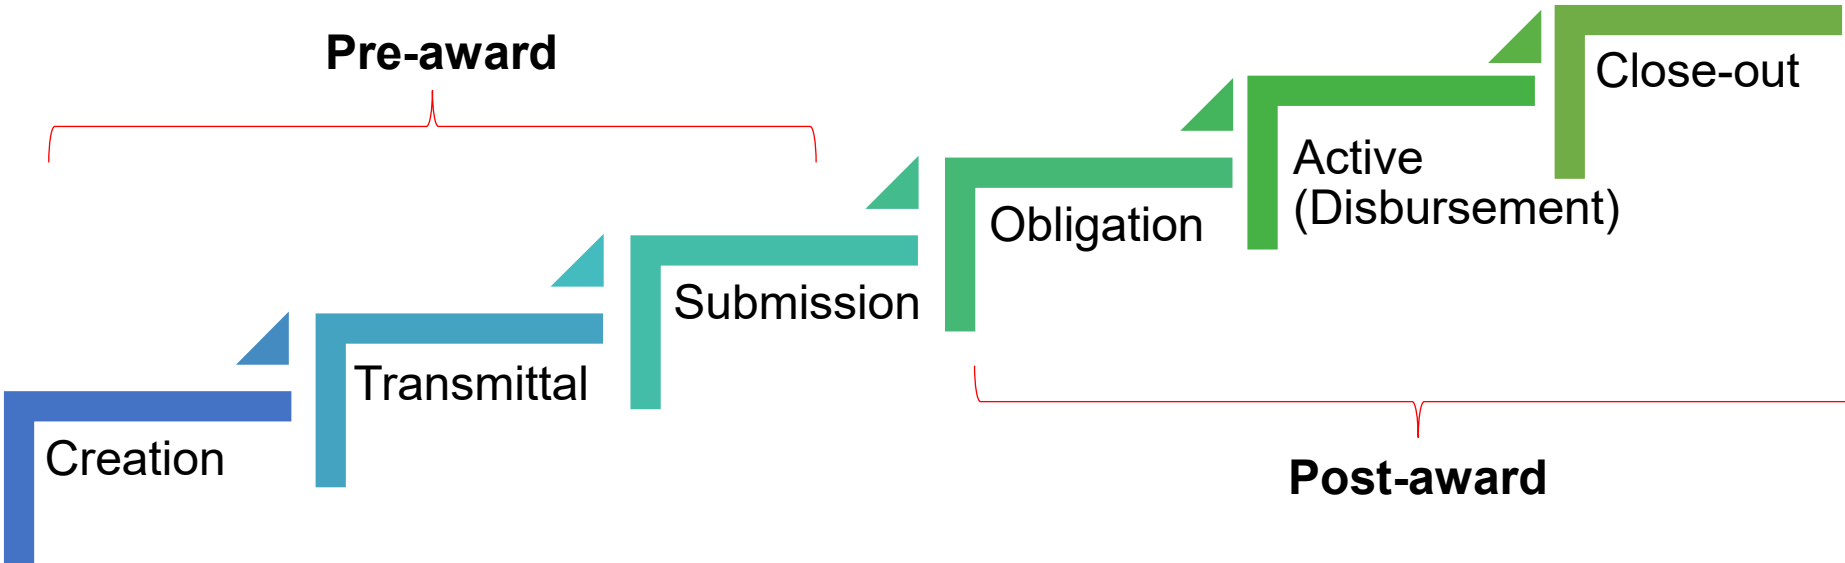 Pre-award
Creation
Transmittal
Submission
Obligation
Active
(Disbursement)
Close-out
Post-award